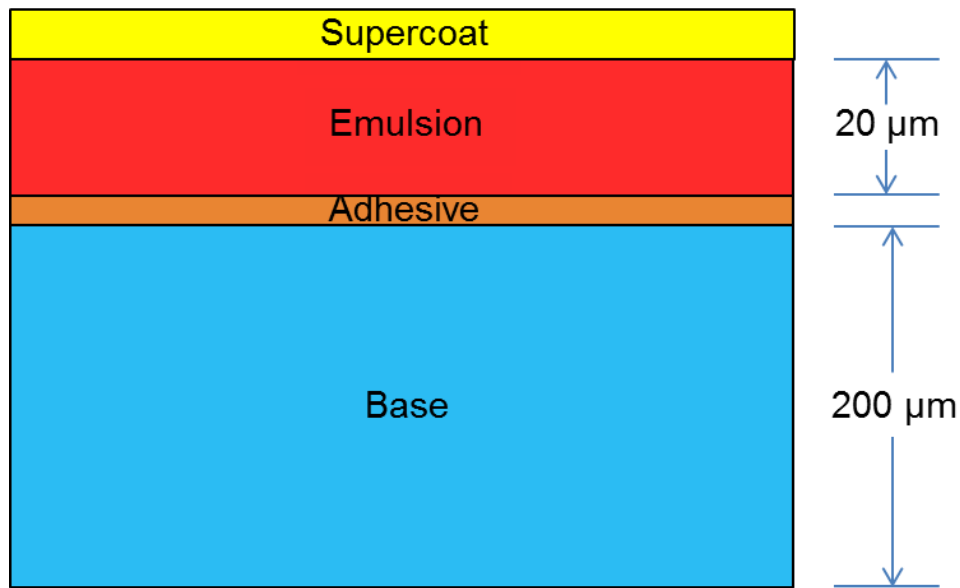 Supercoat
Emulsion
20 μm
Adhesive
Base
200 μm